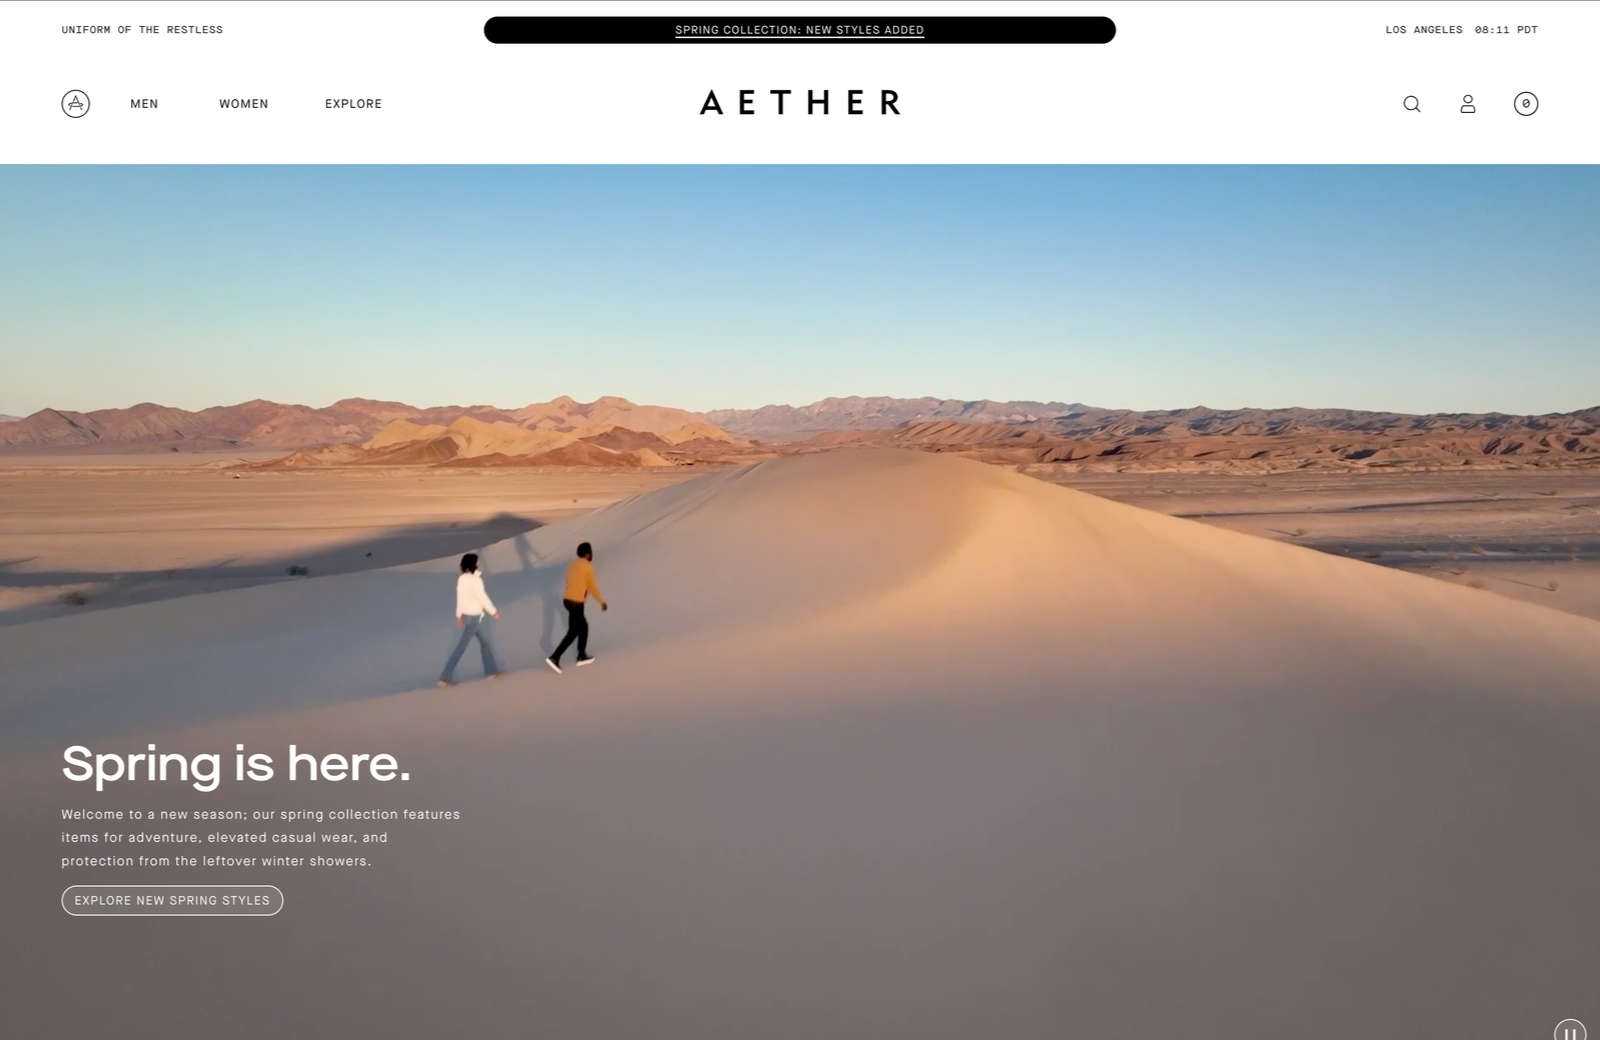 UNIFORM OF THE RESTLESS
SPRING COLLECTION: NEW STYLES ADDED
LOS ANGELES 08:11 PDT
A
MEN
WOMEN
EXPLORE
AETHER
0
Spring is here.
Welcome to a new season; our spring collection features
items for adventure, elevated casual wear, and
protection from the leftover winter showers.
EXPLORE NEW SPRING STYLES